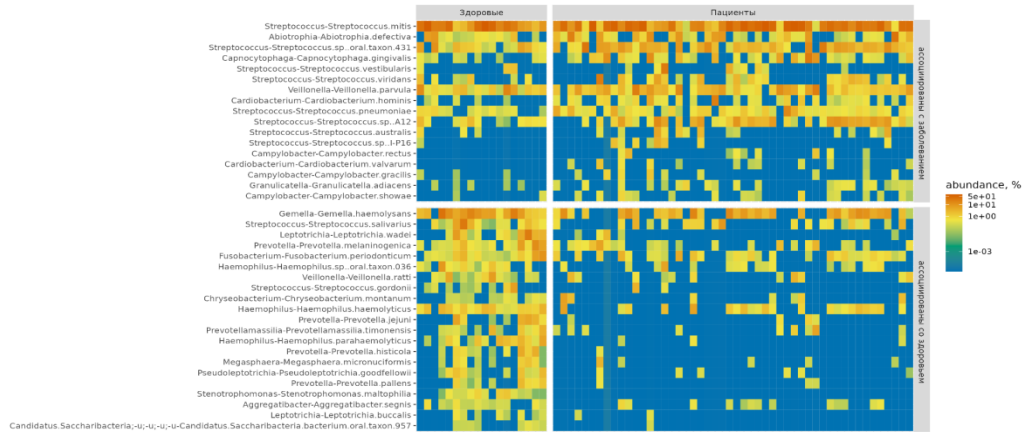 Здоровые
Пациенты
Streptococcus-Streptococcus.mitis
Abiotrophia-Abiotrophia.defectiva
Streptococcus-Streptococcus.sp..oral.taxon.431
Capnocytophaga-Capnocytophaga.gingivalis
Streptococcus-Streptococcus.vestibularis
Streptococcus-Streptococcus.viridans
Veillonella-Veillonella.parvula
Cardiobacterium-Cardiobacterium.hominis
Streptococcus-Streptococcus.pneumoniae
Streptococcus-Streptococcus.sp..A12
Streptococcus-Streptococcus.australis
Streptococcus-Streptococcus.sp..I-P16
Campylobacter-Campylobacter.rectus
Cardiobacterium-Cardiobacterium.valvarum
Campylobacter-Campylobacter.gracilis
Granulicatella-Granulicatella.adiacens
Campylobacter-Campylobacter.showae
ассоциированы с заболеванием
Gemella-Gemella.haemolysans
Streptococcus-Streptococcus.salivarius
Leptotrichia-Leptotrichia.wadei
Prevotella-Prevotella.melaninogenica
Fusobacterium-Fusobacterium.periodonticum
Haemophilus-Haemophilus.sp..oral.taxon.036
Veillonella-Veillonella.ratti
Streptococcus-Streptococcus.gordonii
Chryseobacterium-Chryseobacterium.montanum
Haemophilus-Haemophilus.haemolyticus
Prevotella-Prevotella.jejuni
Prevotellamassilia-Prevotellamassilia.timonensis
Haemophilus-Haemophilus.parahaemolyticus
Prevotella-Prevotella.histicola
Megasphaera-Megasphaera.micronuciformis
Pseudoleptotrichia-Pseudoleptotrichia.goodfellowii
Prevotella-Prevotella.pallens
Stenotrophomonas-Stenotrophomonas.maltophilia
Aggregatibacter-Aggregatibacter.segnis
Leptotrichia-Leptotrichia.buccalis
Candidatus.Saccharibacteria;-u;-u;-u;-u-Candidatus.Saccharibacteria.bacterium.oral.taxon.957
ассоциированы со здоровьем
abundance, %
5e+01
1e+01
1e+00
1e-03